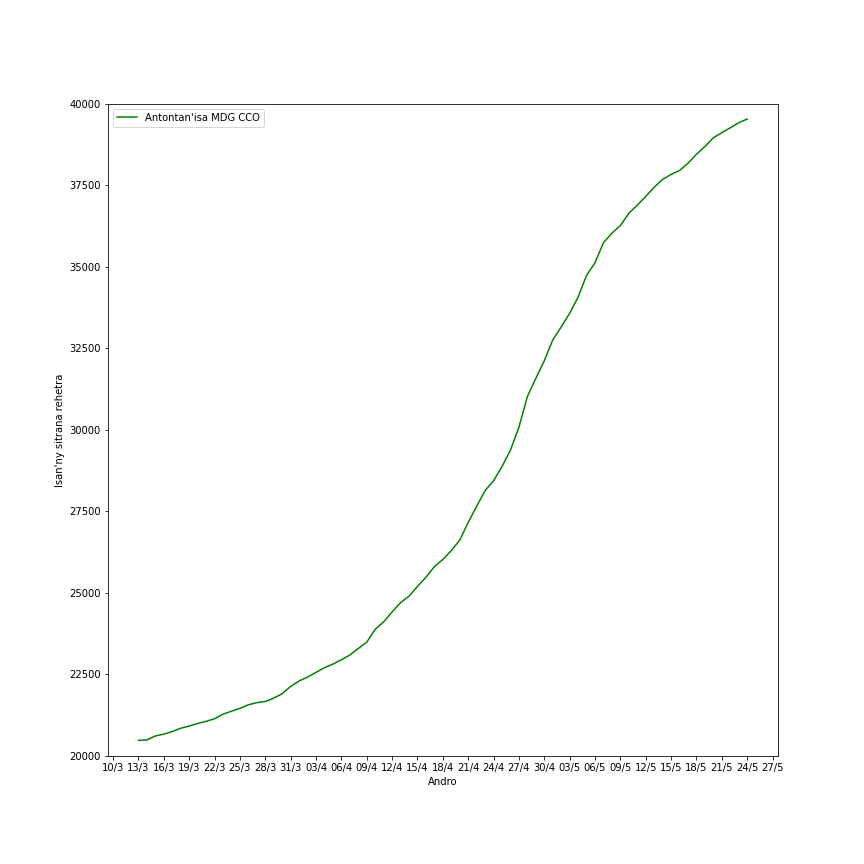 Antontan'isa MDG CCO
40000
37500
35000
32500
30000
27500
25000
22500
20000
Isan'ny sitrana rehetra
10/3 13/3 16/3 19/3 22/3 25/3 28/3 31/3 03/4 06/4 09/4 12/4 15/4 18/4 21/4 24/4 27/4 30/4 03/5 06/5 09/5 12/5 15/5 18/5 21/5 24/5 27/5
Andro